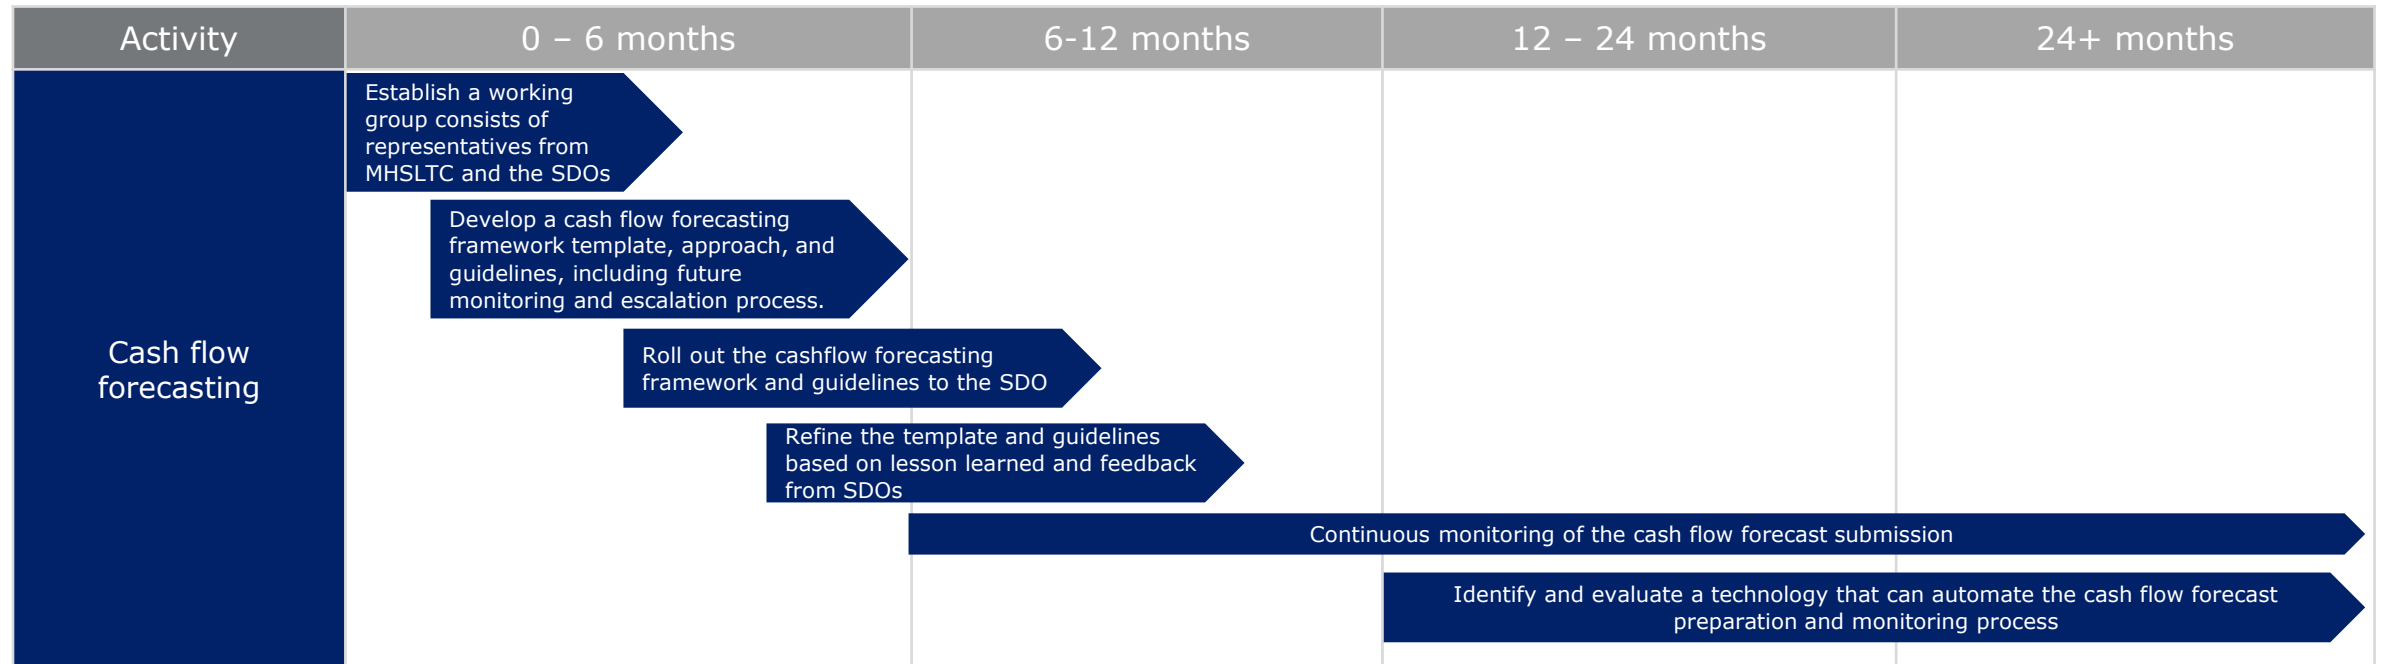 Activity
0 – 6 months
6-12 months
12 – 24 months
24+ months
Cash flow
forecasting
Establish a working
group consists of
representatives from
MHSLTC and the SDOs
Develop a cash flow forecasting
framework template, approach, and
guidelines, including future
monitoring and escalation process.
Roll out the cashflow forecasting
framework and guidelines to the SDO
Refine the template and guidelines
based on lesson learned and feedback
from SDOs
Continuous monitoring of the cash flow forecast submission
Identify and evaluate a technology that can automate the cash flow forecast
preparation and monitoring process